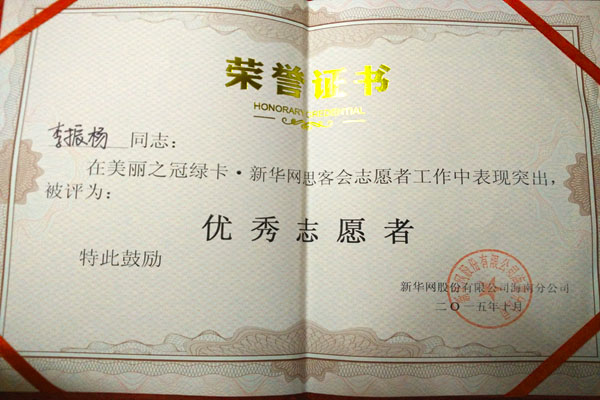 荣誉证书
HONORARY CREDENTIAL
李振杨 同志:
在美丽之冠绿卡·新华网思客会志愿者工作中表现突出,
被评为:
优秀志愿者
特此鼓励
新华网股份有限公司海南分公司
二〇一五年十月